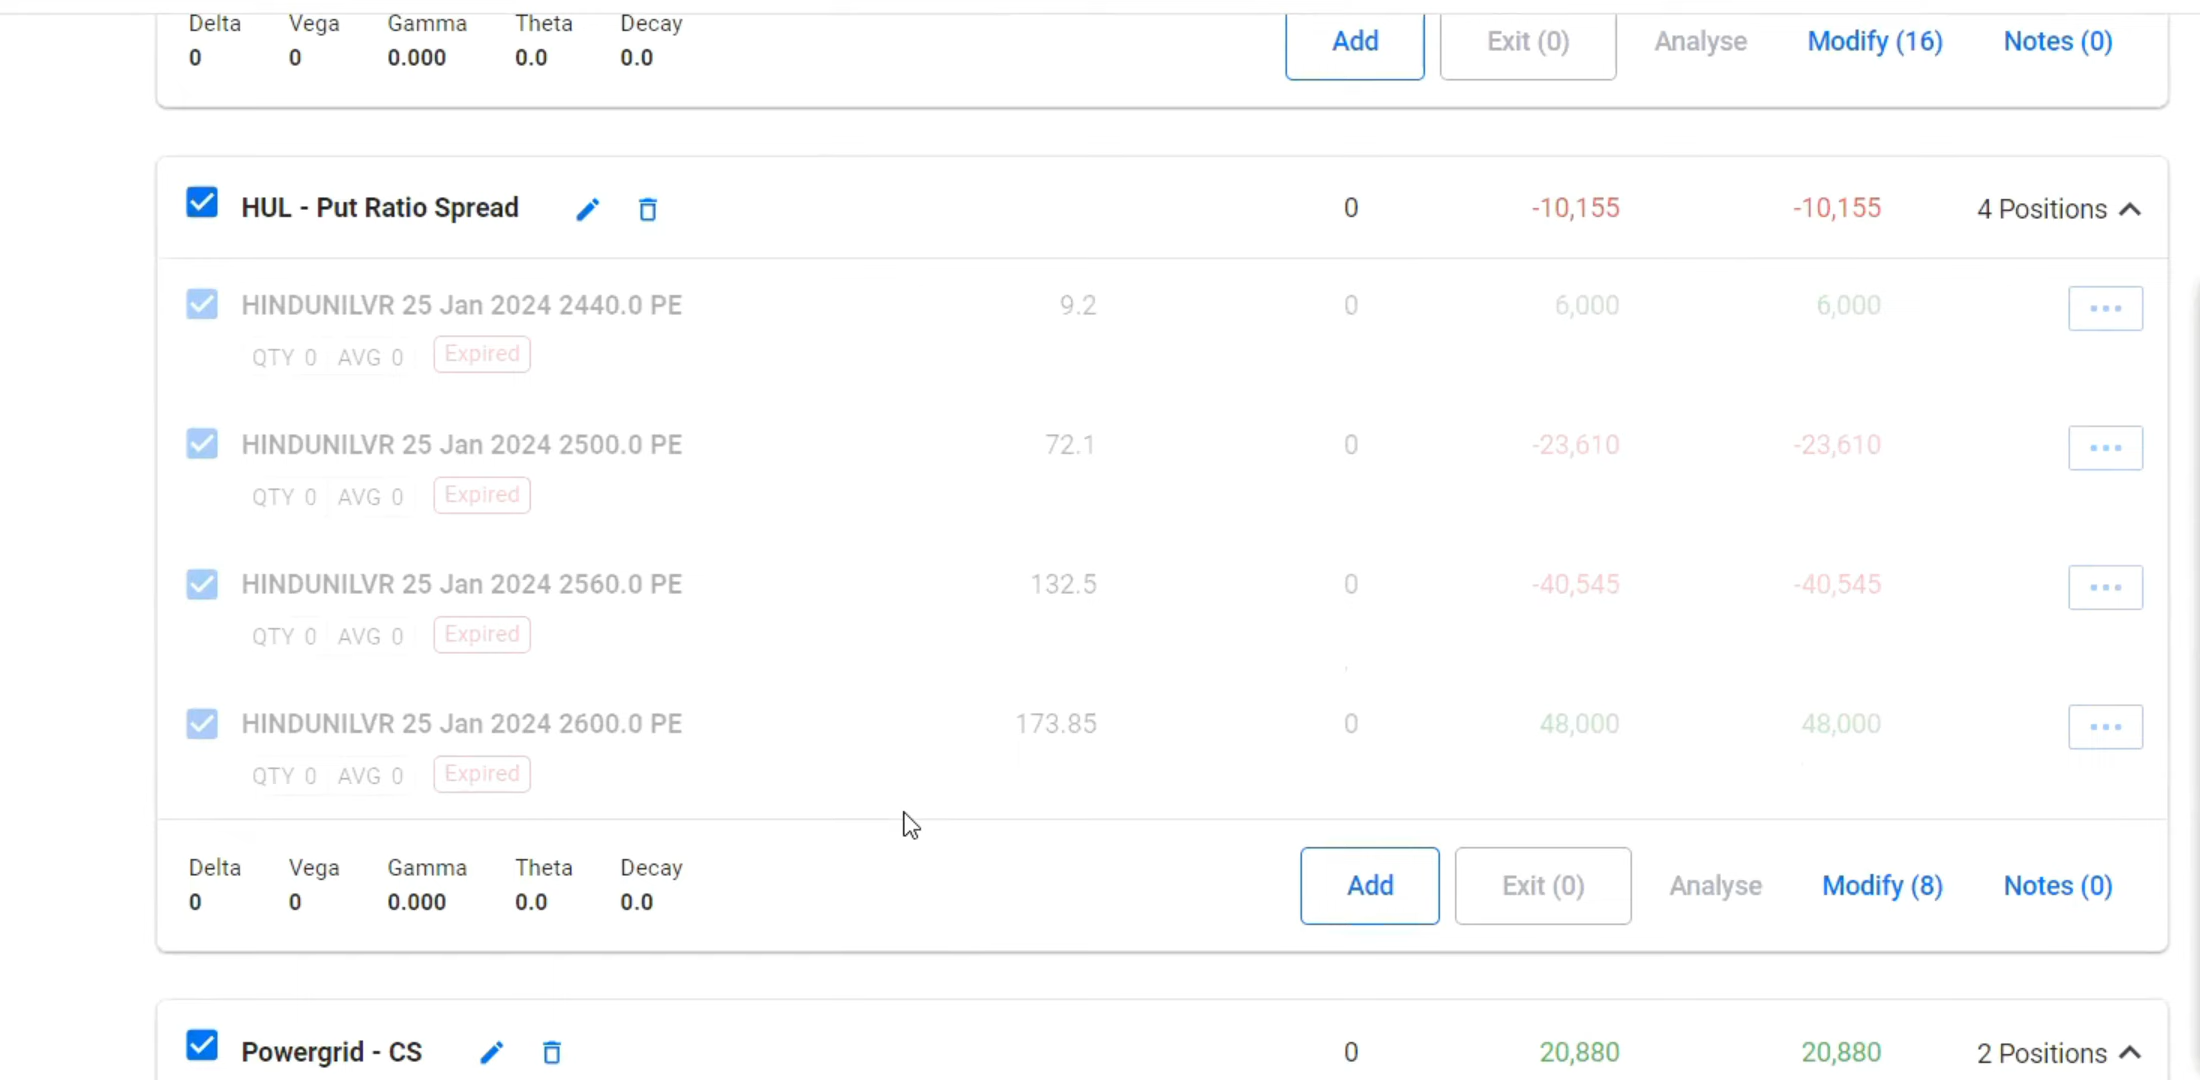 Delta Vega Gamma Theta Decay
0 0 0.000 0.0 0.0
Add Exit (0) Analyse Modify (16) Notes (0)
HUL - Put Ratio Spread 0 -10,155 -10,155 4 Positions
HINDUNILVR 25 Jan 2024 2440.0 PE 9.2 0 6,000 6,000
QTY 0 AVG 0 Expired
HINDUNILVR 25 Jan 2024 2500.0 PE 72.1 0 -23,610 -23,610
QTY 0 AVG 0 Expired
HINDUNILVR 25 Jan 2024 2560.0 PE 132.5 0 -40,545 -40,545
QTY 0 AVG 0 Expired
HINDUNILVR 25 Jan 2024 2600.0 PE 173.85 0 48,000 48,000
QTY 0 AVG 0 Expired
Delta Vega Gamma Theta Decay
0 0 0.000 0.0 0.0
Add Exit (0) Analyse Modify (8) Notes (0)
Powergrid - CS 0 20,880 20,880 2 Positions